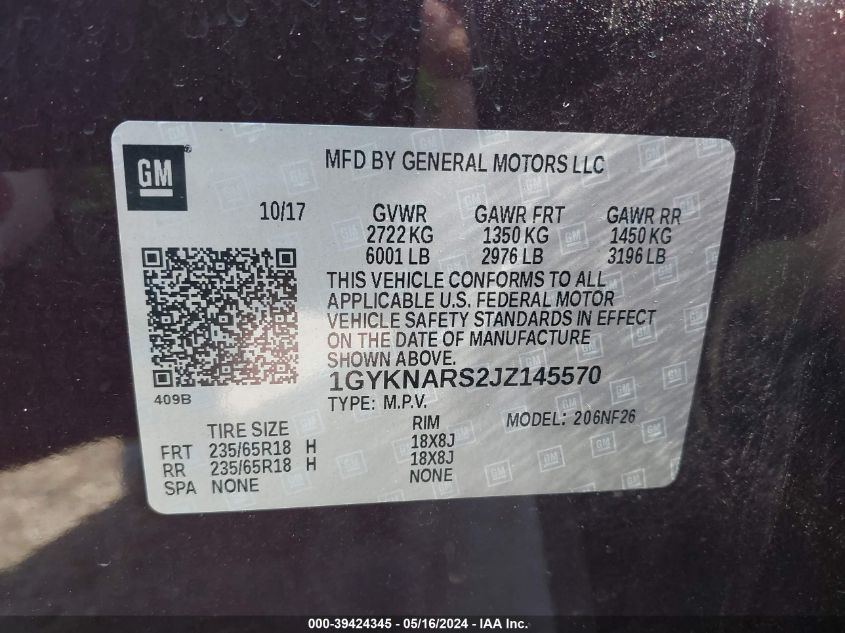 GM
MFD BY GENERAL MOTORS LLC
10/17
GVWR GAWR FRT GAWR RR
2722 KG 1350 KG 1450 KG
6001 LB 2976 LB 3196 LB
THIS VEHICLE CONFORMS TO ALL
APPLICABLE U.S. FEDERAL MOTOR
VEHICLE SAFETY STANDARDS IN EFFECT
ON THE DATE OF MANUFACTURE
SHOWN ABOVE.
1GYKNARS2JZ145570
409B
TYPE: M.P.V. MODEL: 206NF26
TIRE SIZE RIM
FRT 235/65R18 H 18X8J
RR 235/65R18 H 18X8J
SPA NONE NONE
000-39424345 - 05/16/2024 - IAA Inc.